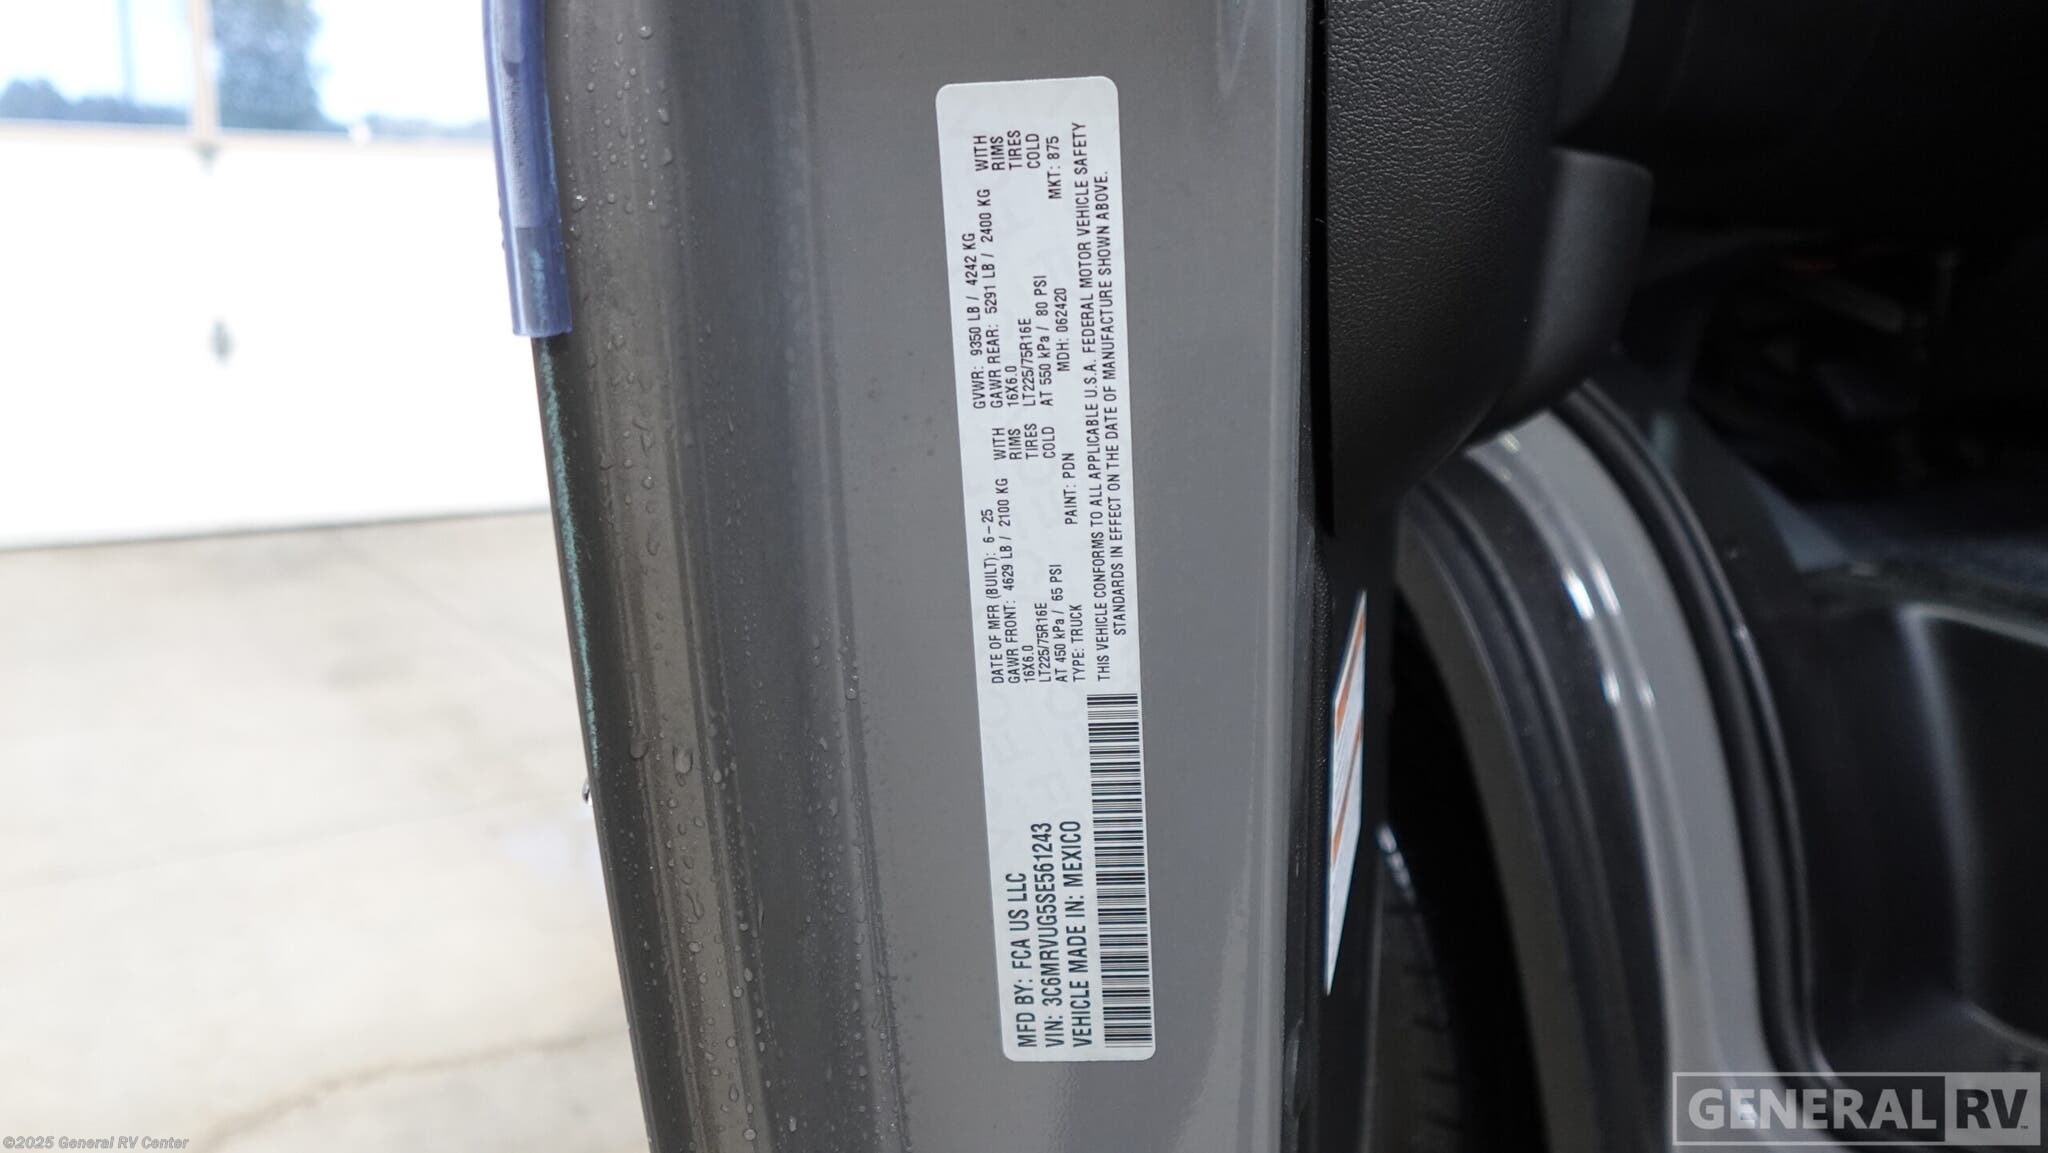 MFD BY: FCA US LLC
VIN: 3C6MRVUG5SE561243
VEHICLE MADE IN: MEXICO
DATE OF MFR (BUILT): 6-25 GVWR: 9350 LB / 4242 KG
GAWR FRONT: 4629 LB / 2100 KG WITH GAWR REAR: 5291 LB / 2400 KG WITH
16X6.0 RIMS 16X6.0 RIMS
LT225/75R16E TIRES LT225/75R16E TIRES
AT 450 kPa / 65 PSI COLD AT 550 kPa / 80 PSI COLD
TYPE: TRUCK PAINT: PDN MDH: 062420 MKT: 875
THIS VEHICLE CONFORMS TO ALL APPLICABLE U.S.A. FEDERAL MOTOR VEHICLE SAFETY
STANDARDS IN EFFECT ON THE DATE OF MANUFACTURE SHOWN ABOVE.
GENERAL RV
©2025 General RV Center